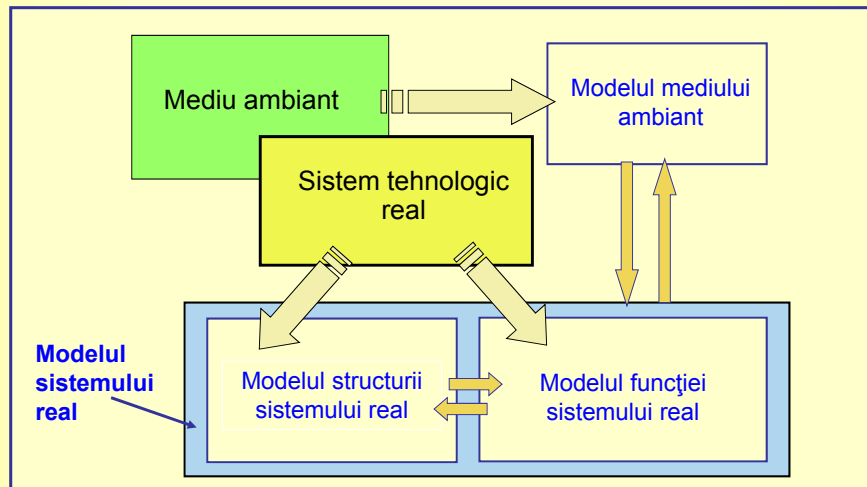 Mediu ambiant
Modelul mediului
ambiant
Sistem tehnologic
real
Modelul
sistemului
real
Modelul structurii
sistemului real
Modelul funcţiei
sistemului real